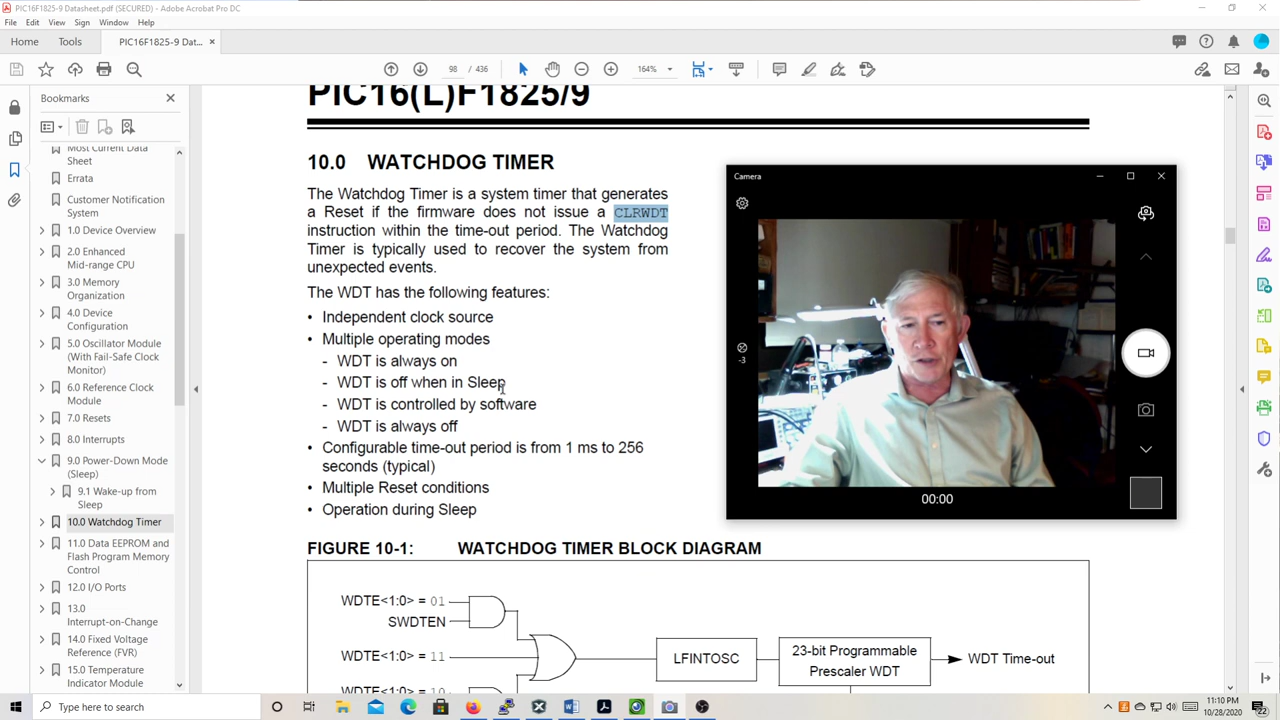 PIC16F1825-9 Datasheet.pdf (SECURED) - Adobe Acrobat Pro DC
File Edit View Sign Window Help
Home Tools PIC16F1825-9 Dat... ×
98 / 436 164%
Bookmarks
Most Current Data
Sheet
Errata
Customer Notification
System
1.0 Device Overview
2.0 Enhanced
Mid-range CPU
3.0 Memory
Organization
4.0 Device
Configuration
5.0 Oscillator Module
(With Fail-Safe Clock
Monitor)
6.0 Reference Clock
Module
7.0 Resets
8.0 Interrupts
9.0 Power-Down Mode
(Sleep)
9.1 Wake-up from
Sleep
10.0 Watchdog Timer
11.0 Data EEPROM and
Flash Program Memory
Control
12.0 I/O Ports
13.0
Interrupt-on-Change
14.0 Fixed Voltage
Reference (FVR)
15.0 Temperature
Indicator Module
PIC16(L)F1825/9
10.0 WATCHDOG TIMER
The Watchdog Timer is a system timer that generates
a Reset if the firmware does not issue a CLRWDT
instruction within the time-out period. The Watchdog
Timer is typically used to recover the system from
unexpected events.
The WDT has the following features:
• Independent clock source
• Multiple operating modes
- WDT is always on
- WDT is off when in Sleep
- WDT is controlled by software
- WDT is always off
• Configurable time-out period is from 1 ms to 256
seconds (typical)
• Multiple Reset conditions
• Operation during Sleep
FIGURE 10-1: WATCHDOG TIMER BLOCK DIAGRAM
WDTE<1:0> = 01
SWDTEN
WDTE<1:0> = 11
WDTE<1:0> = 10
LFINTOSC
23-bit Programmable
Prescaler WDT
WDT Time-out
Camera
-3
00:00
Type here to search
11:10 PM
10/28/2020
22